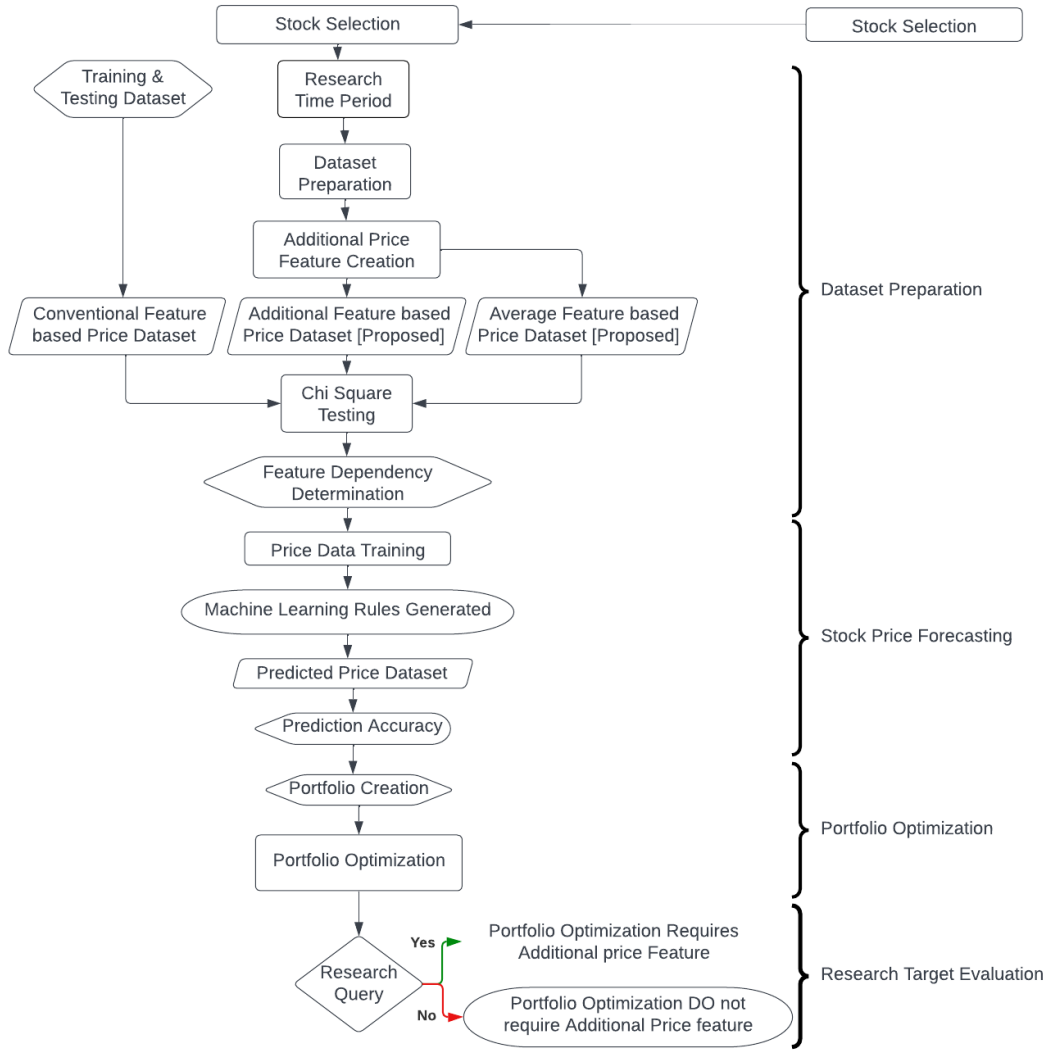 Stock Selection
Stock Selection
Training &
Testing Dataset
Research
Time Period
Dataset
Preparation
Additional Price
Feature Creation
Conventional Feature
based Price Dataset
Additional Feature based
Price Dataset [Proposed]
Average Feature based
Price Dataset [Proposed]
Dataset Preparation
Chi Square
Testing
Feature Dependency
Determination
Price Data Training
Machine Learning Rules Generated
Stock Price Forecasting
Predicted Price Dataset
Prediction Accuracy
Portfolio Creation
Portfolio Optimization
Portfolio Optimization
Research
Query
Yes
Portfolio Optimization Requires
Additional price Feature
No
Portfolio Optimization DO not
require Additional Price feature
Research Target Evaluation